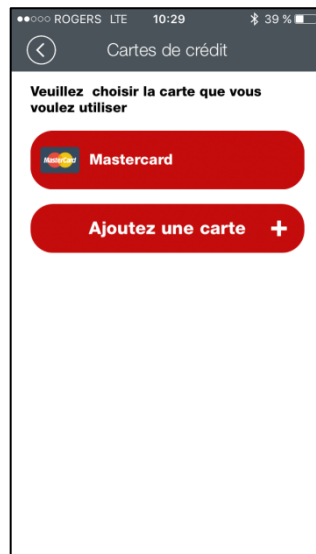 ROGERS LTE 10:29 39 %
Cartes de crédit
Veuillez choisir la carte que vous
voulez utiliser
MasterCard Mastercard
Ajoutez une carte +